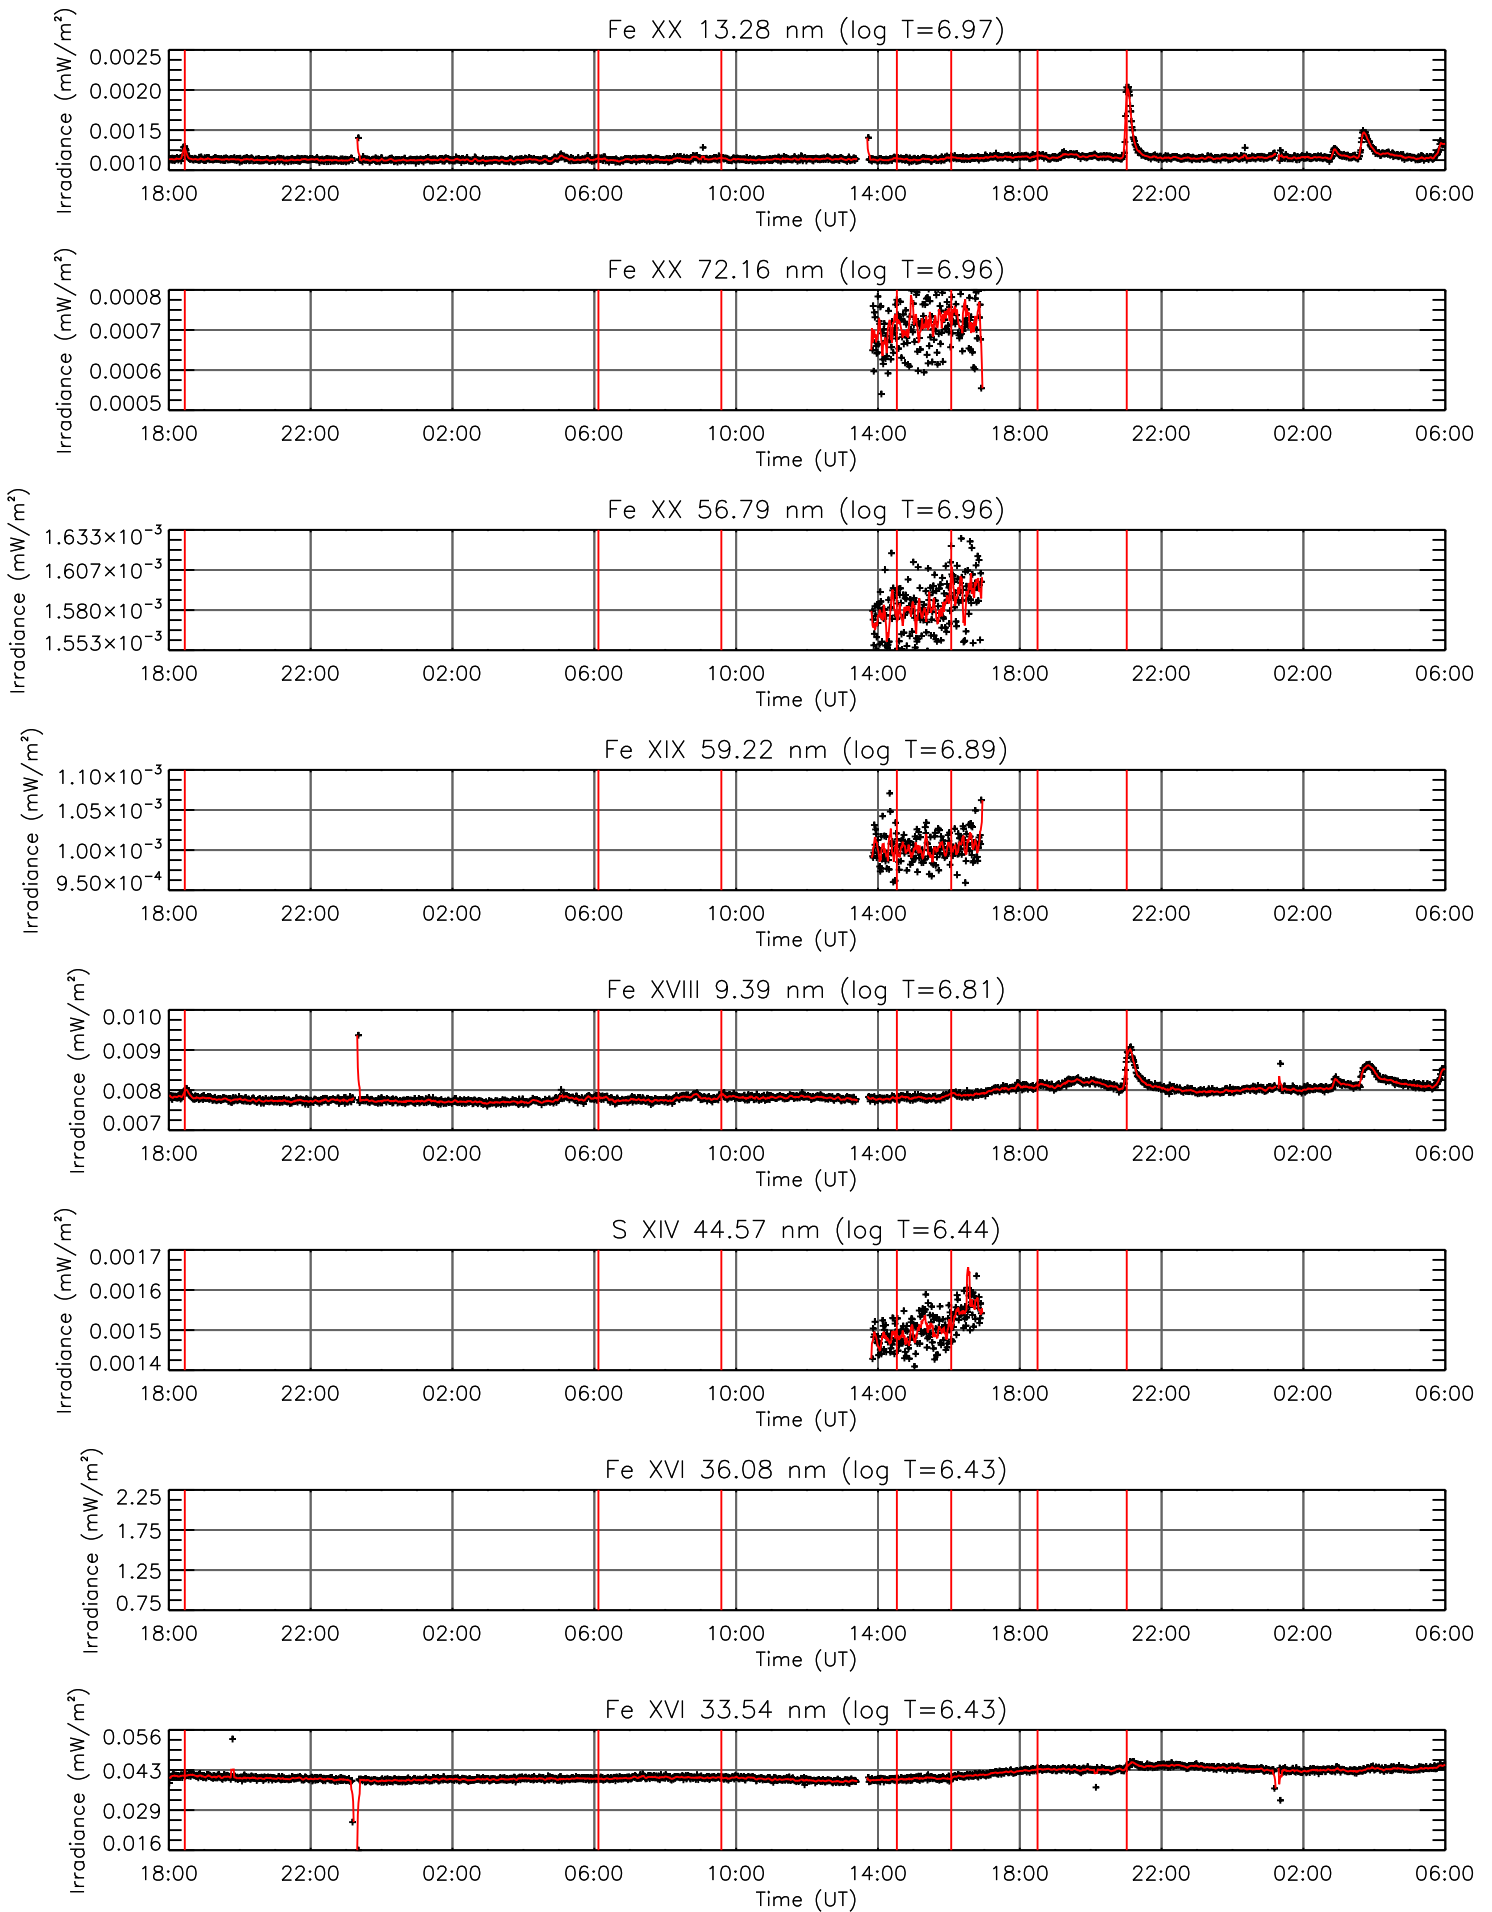 Fe XX 13.28 nm (log T=6.97)
Irradiance (mW/m²)
0.0025
0.0020
0.0015
0.0010
18:00 22:00 02:00 06:00 10:00 14:00 18:00 22:00 02:00 06:00
Time (UT)
Fe XX 72.16 nm (log T=6.96)
Irradiance (mW/m²)
0.0008
0.0007
0.0006
0.0005
18:00 22:00 02:00 06:00 10:00 14:00 18:00 22:00 02:00 06:00
Time (UT)
Fe XX 56.79 nm (log T=6.96)
Irradiance (mW/m²)
1.633×10⁻³
1.607×10⁻³
1.580×10⁻³
1.553×10⁻³
18:00 22:00 02:00 06:00 10:00 14:00 18:00 22:00 02:00 06:00
Time (UT)
Fe XIX 59.22 nm (log T=6.89)
Irradiance (mW/m²)
1.10×10⁻³
1.05×10⁻³
1.00×10⁻³
9.50×10⁻⁴
18:00 22:00 02:00 06:00 10:00 14:00 18:00 22:00 02:00 06:00
Time (UT)
Fe XVIII 9.39 nm (log T=6.81)
Irradiance (mW/m²)
0.010
0.009
0.008
0.007
18:00 22:00 02:00 06:00 10:00 14:00 18:00 22:00 02:00 06:00
Time (UT)
S XIV 44.57 nm (log T=6.44)
Irradiance (mW/m²)
0.0017
0.0016
0.0015
0.0014
18:00 22:00 02:00 06:00 10:00 14:00 18:00 22:00 02:00 06:00
Time (UT)
Fe XVI 36.08 nm (log T=6.43)
Irradiance (mW/m²)
2.25
1.75
1.25
0.75
18:00 22:00 02:00 06:00 10:00 14:00 18:00 22:00 02:00 06:00
Time (UT)
Fe XVI 33.54 nm (log T=6.43)
Irradiance (mW/m²)
0.056
0.043
0.029
0.016
18:00 22:00 02:00 06:00 10:00 14:00 18:00 22:00 02:00 06:00
Time (UT)